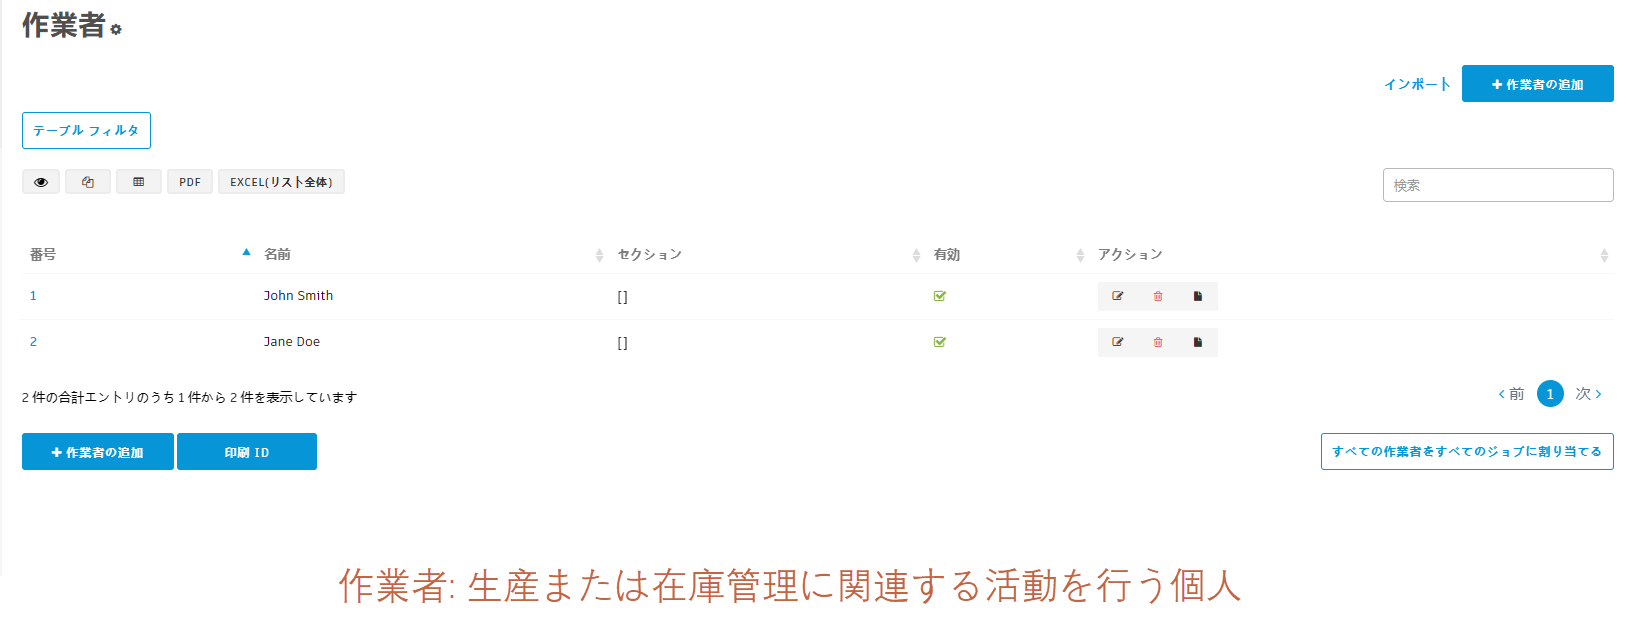 作業者
インポート
作業者の追加
テーブル フィルタ
PDF EXCEL(リスト全体)
検索
番号 名前 セクション 有効 アクション
1 John Smith []
2 Jane Doe []
2 件の合計エントリのうち 1 件から 2 件を表示しています
前 1 次
作業者の追加 印刷 ID
すべての作業者をすべてのジョブに割り当てる
作業者: 生産または在庫管理に関連する活動を行う個人